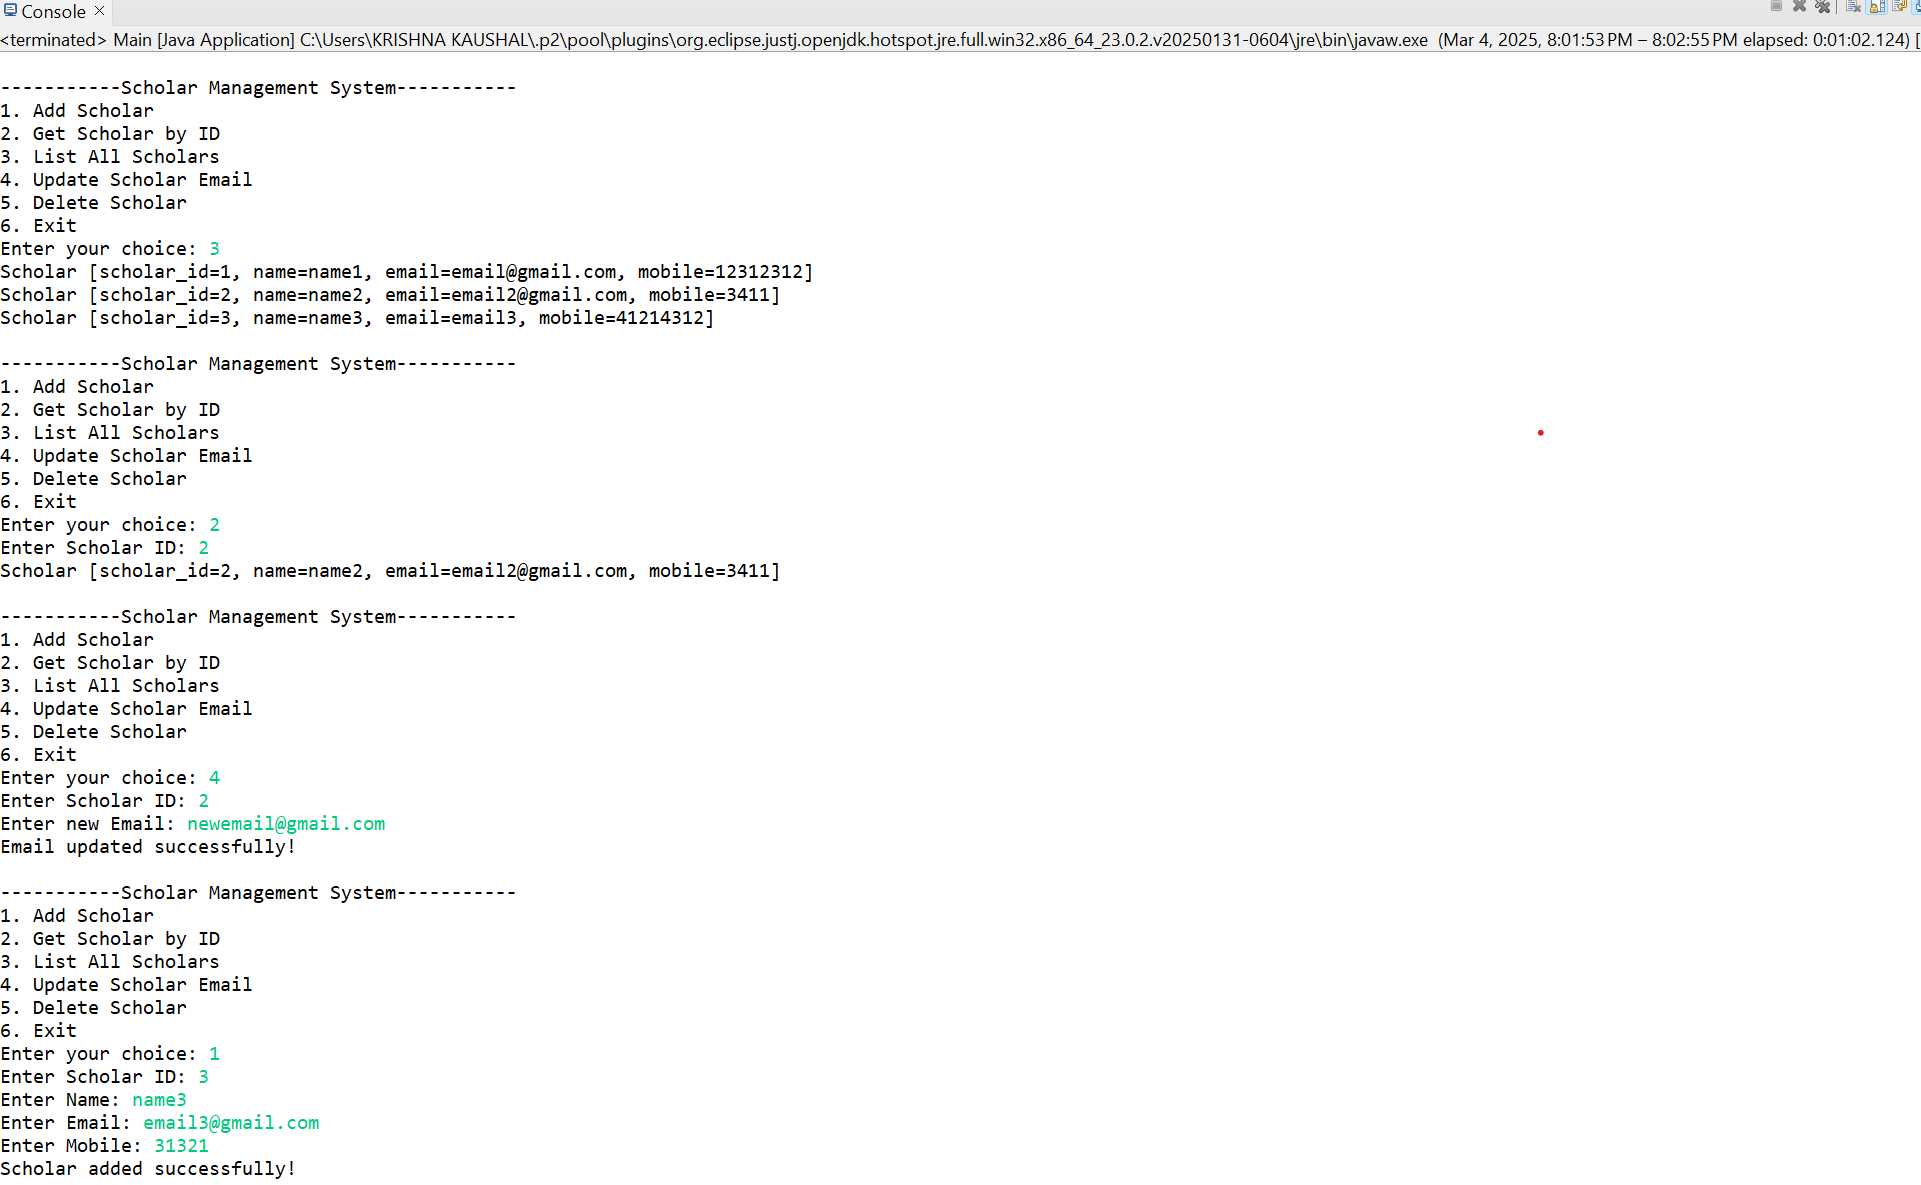 Console
<terminated> Main [Java Application] C:\Users\KRISHNA KAUSHAL\.p2\pool\plugins\org.eclipse.justj.openjdk.hotspot.jre.full.win32.x86_64_23.0.2.v20250131-0604\jre\bin\javaw.exe (Mar 4, 2025, 8:01:53 PM – 8:02:55 PM elapsed: 0:01:02.124) [
-----------Scholar Management System-----------
1. Add Scholar
2. Get Scholar by ID
3. List All Scholars
4. Update Scholar Email
5. Delete Scholar
6. Exit
Enter your choice: 3
Scholar [scholar_id=1, name=name1, email=email@gmail.com, mobile=12312312]
Scholar [scholar_id=2, name=name2, email=email2@gmail.com, mobile=3411]
Scholar [scholar_id=3, name=name3, email=email3, mobile=41214312]
-----------Scholar Management System-----------
1. Add Scholar
2. Get Scholar by ID
3. List All Scholars
4. Update Scholar Email
5. Delete Scholar
6. Exit
Enter your choice: 2
Enter Scholar ID: 2
Scholar [scholar_id=2, name=name2, email=email2@gmail.com, mobile=3411]
-----------Scholar Management System-----------
1. Add Scholar
2. Get Scholar by ID
3. List All Scholars
4. Update Scholar Email
5. Delete Scholar
6. Exit
Enter your choice: 4
Enter Scholar ID: 2
Enter new Email: newemail@gmail.com
Email updated successfully!
-----------Scholar Management System-----------
1. Add Scholar
2. Get Scholar by ID
3. List All Scholars
4. Update Scholar Email
5. Delete Scholar
6. Exit
Enter your choice: 1
Enter Scholar ID: 3
Enter Name: name3
Enter Email: email3@gmail.com
Enter Mobile: 31321
Scholar added successfully!